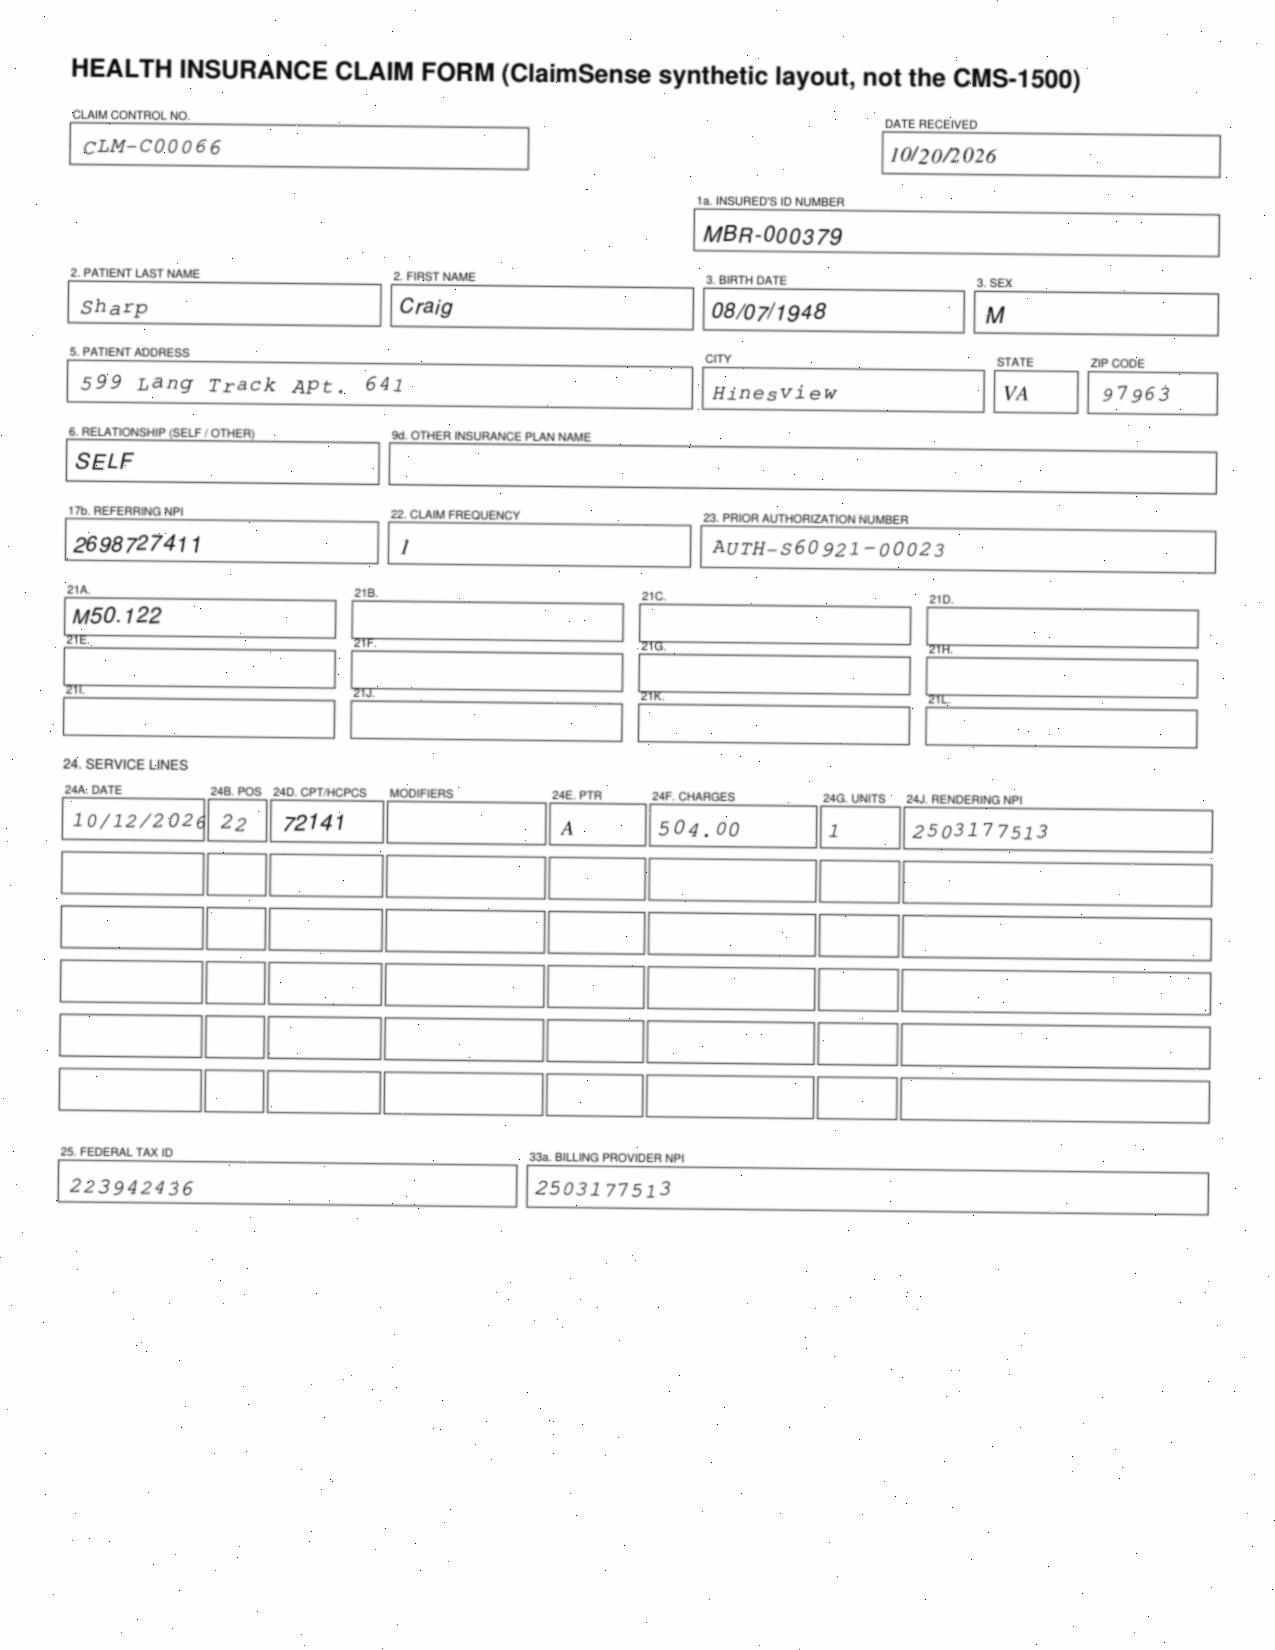 HEALTH INSURANCE CLAIM FORM (ClaimSense synthetic layout, not the CMS-1500)
CLAIM CONTROL NO.
CLM-C00066
DATE RECEIVED
10/20/2026
1a. INSURED'S ID NUMBER
MBR-000379
2. PATIENT LAST NAME 2. FIRST NAME 3. BIRTH DATE 3. SEX
Sharp Craig 08/07/1948 M
5. PATIENT ADDRESS CITY STATE ZIP CODE
599 Lang Track Apt. 641 Hinesview VA 97963
6. RELATIONSHIP (SELF / OTHER) 9d. OTHER INSURANCE PLAN NAME
SELF
17b. REFERRING NPI 22. CLAIM FREQUENCY 23. PRIOR AUTHORIZATION NUMBER
2698727411 1 AUTH-S60921-00023
21A. 21B. 21C. 21D.
M50.122
21E. 21F. 21G. 21H.
21I. 21J. 21K. 21L.
24. SERVICE LINES
24A. DATE 24B. POS 24D. CPT/HCPCS MODIFIERS 24E. PTR 24F. CHARGES 24G. UNITS 24J. RENDERING NPI
10/12/2026 22 72141 A 504.00 1 2503177513
25. FEDERAL TAX ID 33a. BILLING PROVIDER NPI
223942436 2503177513